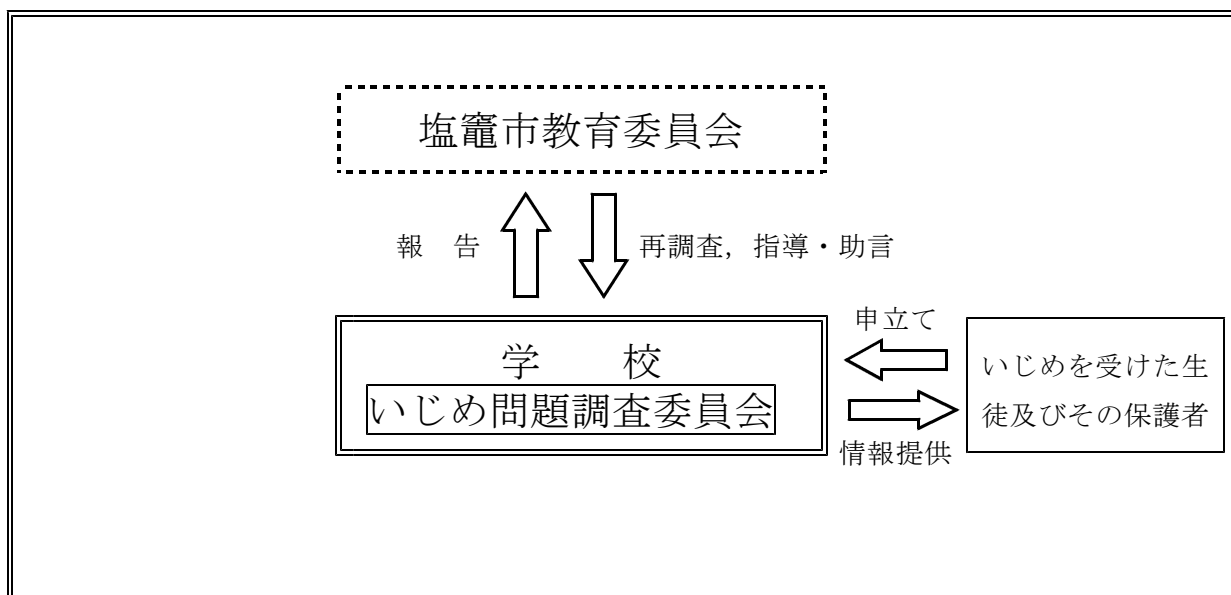 塩竈市教育委員会
報　告
再調査，指導・助言
学　　校
いじめ問題調査委員会
申立て
情報提供
いじめを受けた生
徒及びその保護者